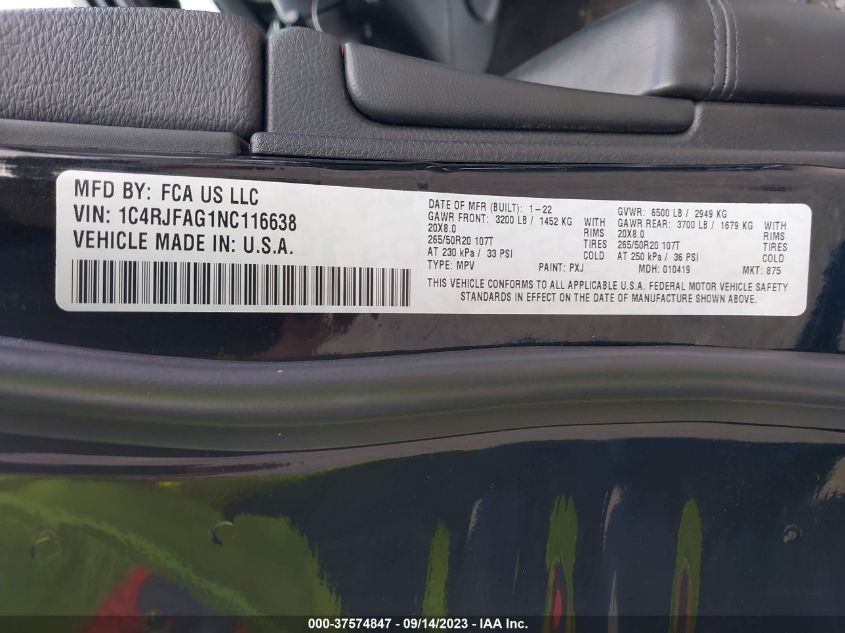 MFD BY: FCA US LLC
VIN: 1C4RJFAG1NC116638
VEHICLE MADE IN: U.S.A.
DATE OF MFR (BUILT): 1-22 GVWR: 6500 LB / 2949 KG
GAWR FRONT: 3200 LB / 1452 KG WITH GAWR REAR: 3700 LB / 1679 KG WITH
20X8.0 RIMS 20X8.0 RIMS
265/50R20 107T TIRES 265/50R20 107T TIRES
AT 230 kPa / 33 PSI COLD AT 250 kPa / 36 PSI COLD
TYPE: MPV PAINT: PXJ MDH: 010419 MKT: 875
THIS VEHICLE CONFORMS TO ALL APPLICABLE U.S.A. FEDERAL MOTOR VEHICLE SAFETY
STANDARDS IN EFFECT ON THE DATE OF MANUFACTURE SHOWN ABOVE.
000-37574847 - 09/14/2023 - IAA Inc.